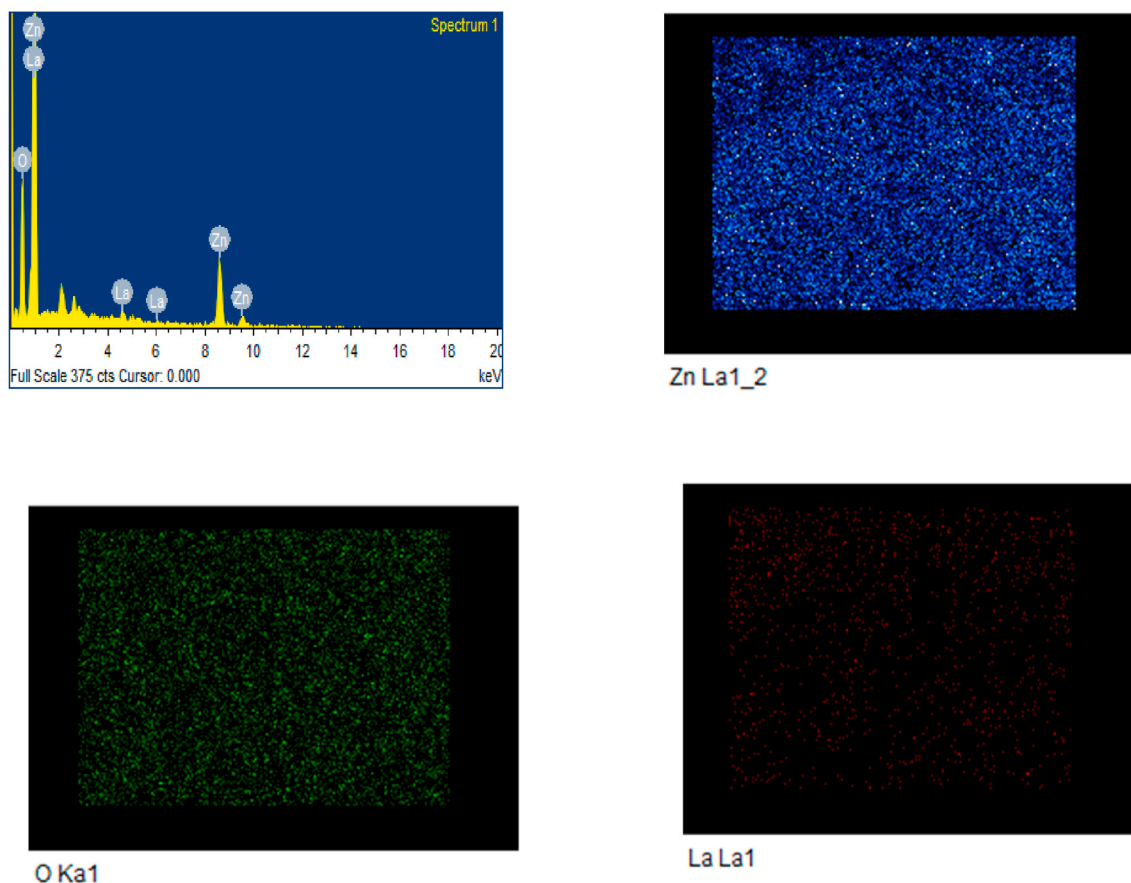 Spectrum 1
Zn
La
O
Zn
La
La
Zn
2 4 6 8 10 12 14 16 18 20
Full Scale 375 cts Cursor: 0.000 keV
Zn La1_2
O Ka1
La La1